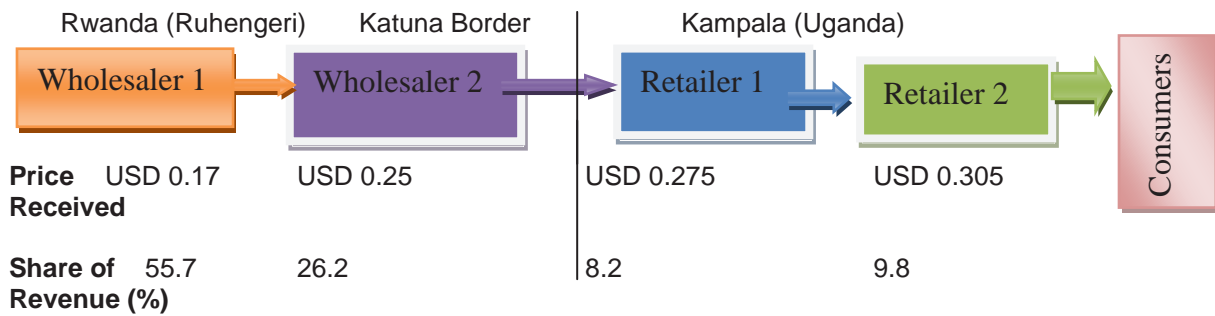 Rwanda (Ruhengeri) Katuna Border Kampala (Uganda)
Wholesaler 1 Wholesaler 2 Retailer 1 Retailer 2
Consumers
Price USD 0.17 USD 0.25 USD 0.275 USD 0.305
Received
Share of 55.7 26.2 8.2 9.8
Revenue (%)